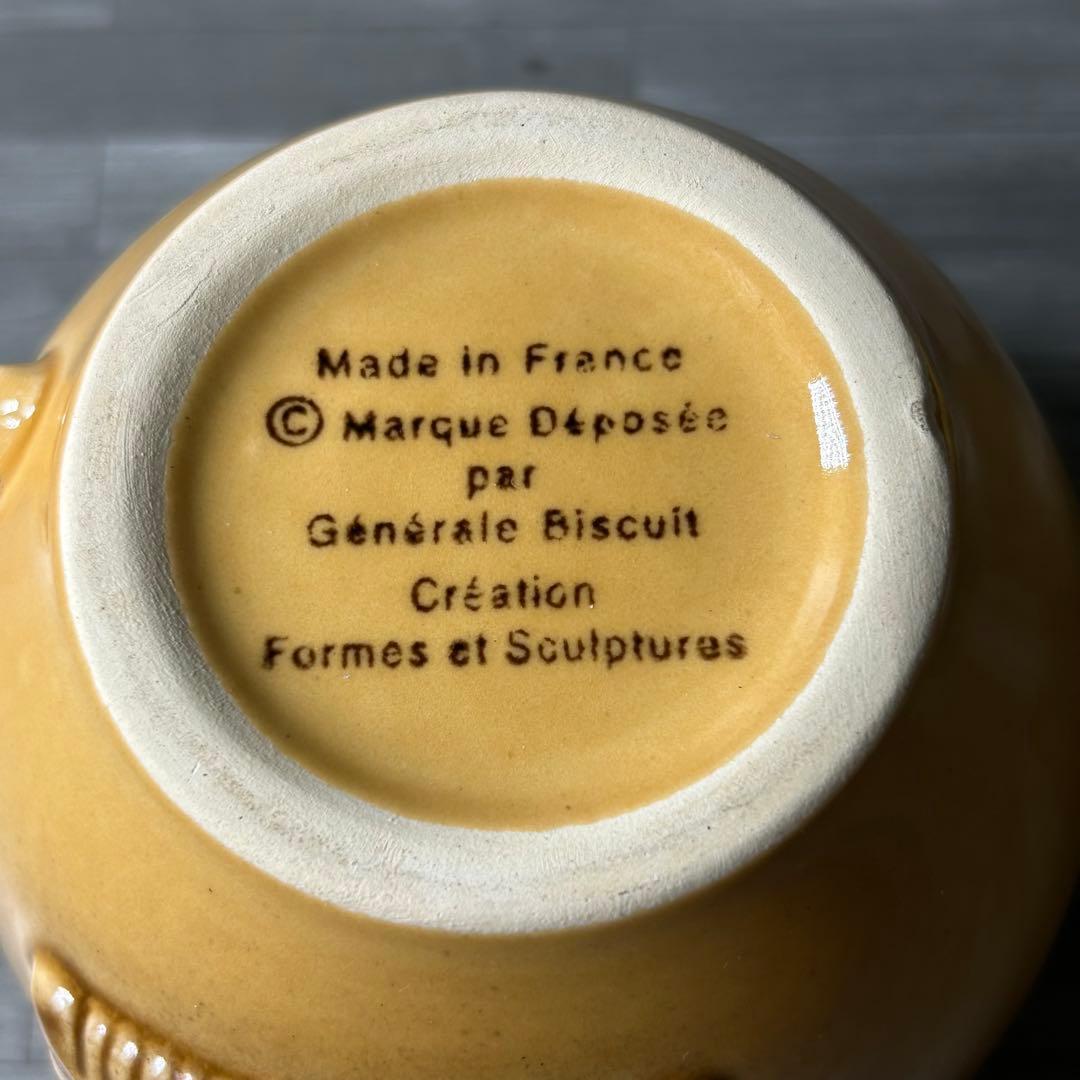 Made in France
© Marque Déposée
par
Générale Biscuit
Création
Formes et Sculptures